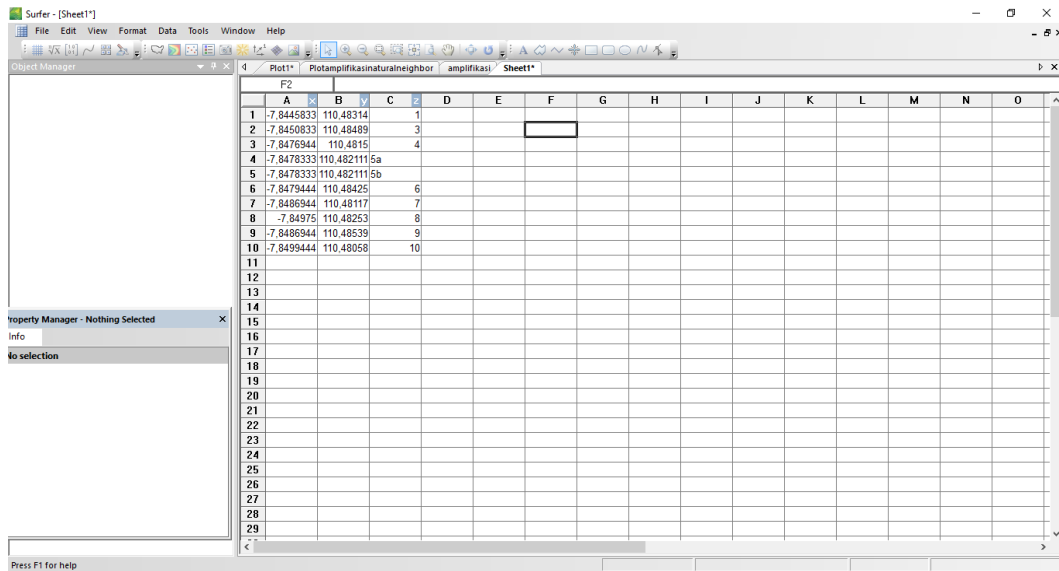 Surfer - [Sheet1*]
File Edit View Format Data Tools Window Help
Object Manager
Plot1* Plotamplifikasinaturalneighbor amplifikasi Sheet1*
F2
A x B y C z D E F G H I J K L M N O
1 -7,8445833 110,48314 1
2 -7,8450833 110,48489 3
3 -7,8476944 110,4815 4
4 -7,8478333 110,482111 5a
5 -7,8478333 110,482111 5b
6 -7,8479444 110,48425 6
7 -7,8486944 110,48117 7
8 -7,84975 110,48253 8
9 -7,8486944 110,48539 9
10 -7,8499444 110,48058 10
11
12
13
14
Property Manager - Nothing Selected
15
Info
16
No selection
17
18
19
20
21
22
23
24
25
26
27
28
29
Press F1 for help